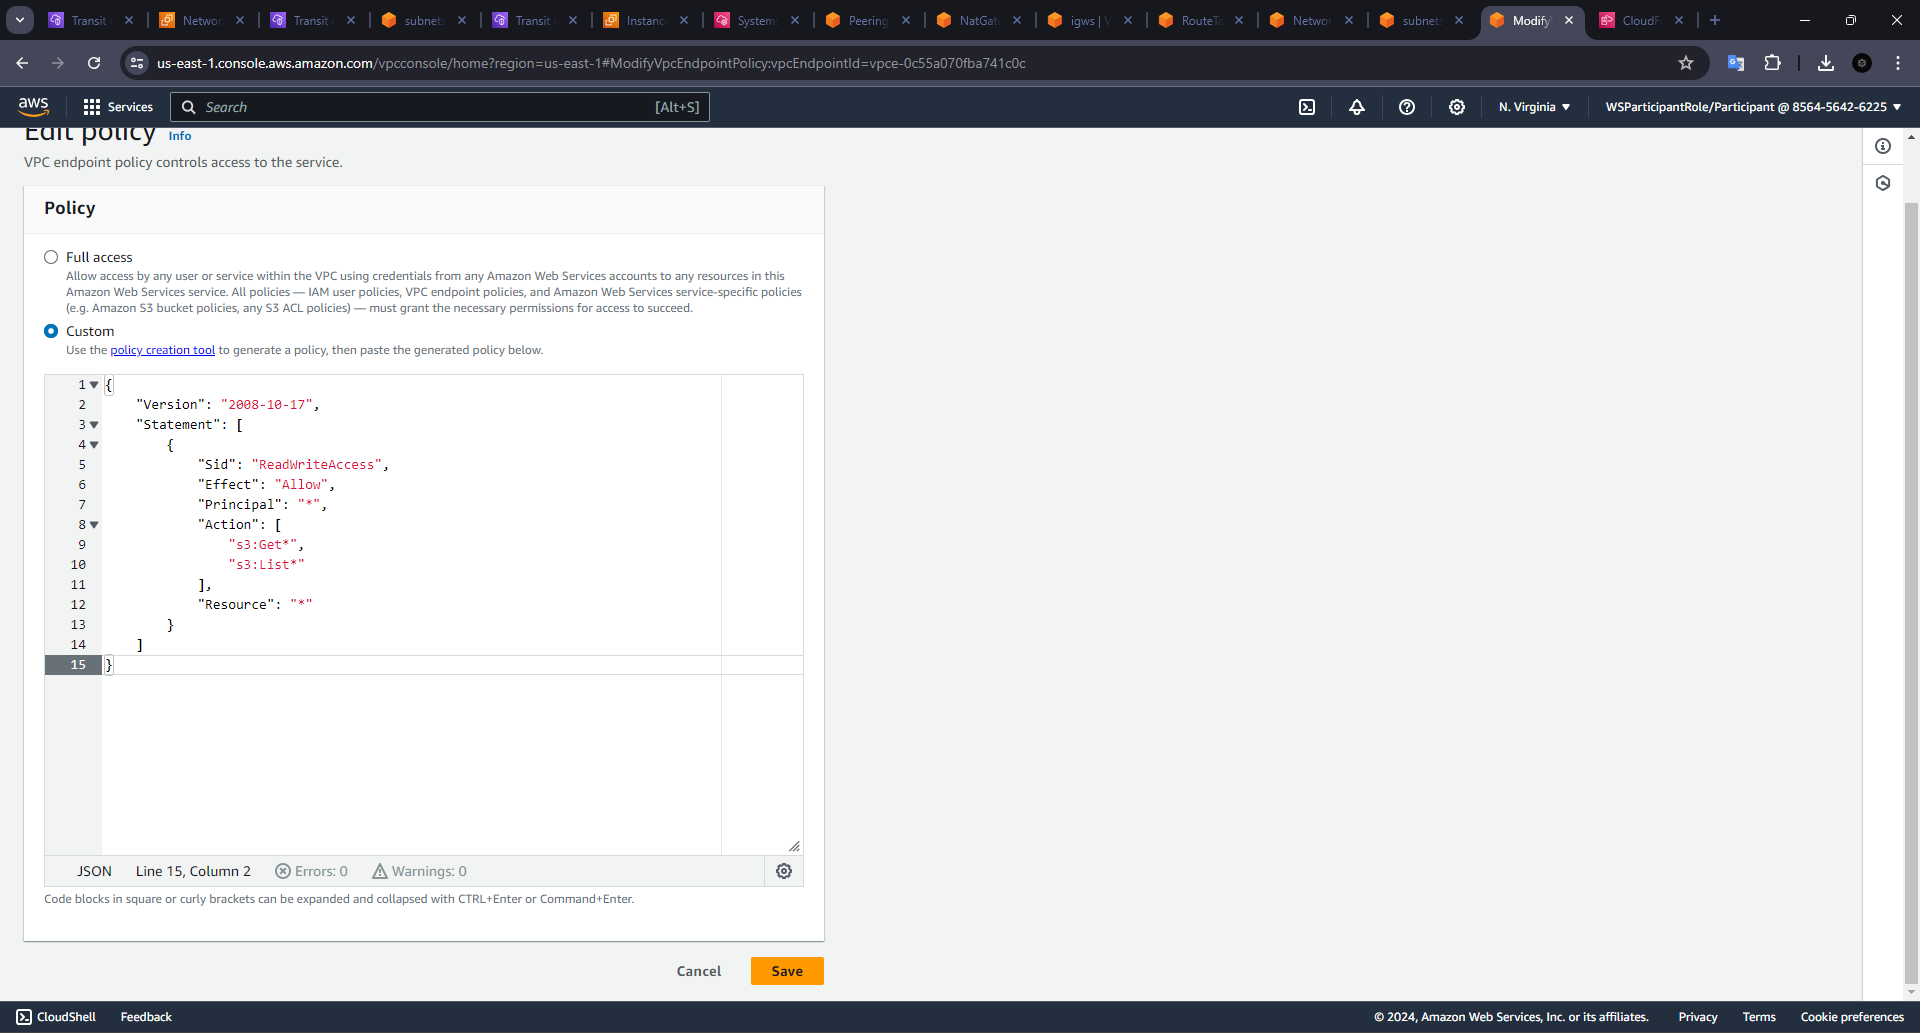 Transit
Networ
Transit
subnets
Transit
Instanc
Systems
Peering
NatGat
igws | V
RouteTa
Networ
subnets
Modify
CloudF
us-east-1.console.aws.amazon.com/vpcconsole/home?region=us-east-1#ModifyVpcEndpointPolicy:vpcEndpointId=vpce-0c55a070fba741c0c
aws
Services
Search
[Alt+S]
N. Virginia
WSParticipantRole/Participant @ 8564-5642-6225
Edit policy Info
VPC endpoint policy controls access to the service.
Policy
Full access
Allow access by any user or service within the VPC using credentials from any Amazon Web Services accounts to any resources in this
Amazon Web Services service. All policies — IAM user policies, VPC endpoint policies, and Amazon Web Services service-specific policies
(e.g. Amazon S3 bucket policies, any S3 ACL policies) — must grant the necessary permissions for access to succeed.
Custom
Use the policy creation tool to generate a policy, then paste the generated policy below.
1 {
2 "Version": "2008-10-17",
3 "Statement": [
4 {
5 "Sid": "ReadWriteAccess",
6 "Effect": "Allow",
7 "Principal": "*",
8 "Action": [
9 "s3:Get*",
10 "s3:List*"
11 ],
12 "Resource": "*"
13 }
14 ]
15 }
JSON Line 15, Column 2 Errors: 0 Warnings: 0
Code blocks in square or curly brackets can be expanded and collapsed with CTRL+Enter or Command+Enter.
Cancel Save
CloudShell Feedback © 2024, Amazon Web Services, Inc. or its affiliates. Privacy Terms Cookie preferences